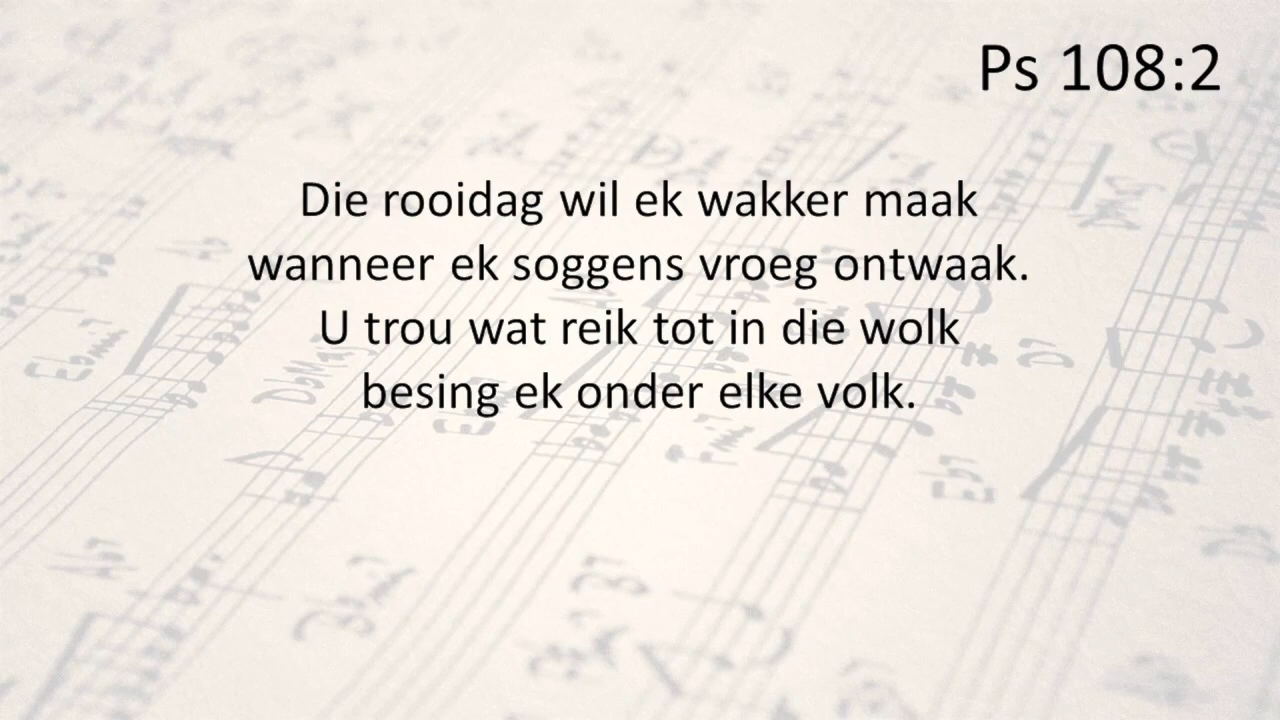 Ps 108:2
Die rooidag wil ek wakker maak
wanneer ek soggens vroeg ontwaak.
U trou wat reik tot in die wolk
besing ek onder elke volk.